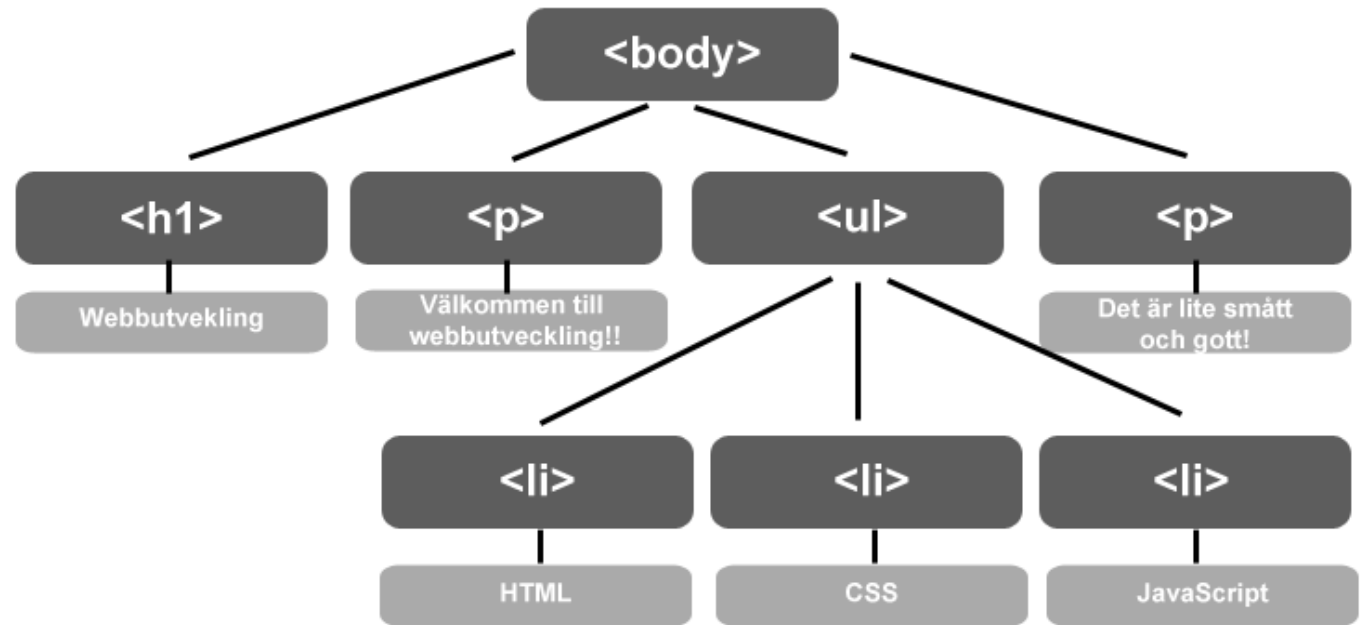 <body>
<h1>
<p>
<ul>
<p>
Webbutvekling
Välkommen till
webbutveckling!!
Det är lite smått
och gott!
<li>
<li>
<li>
HTML
CSS
JavaScript